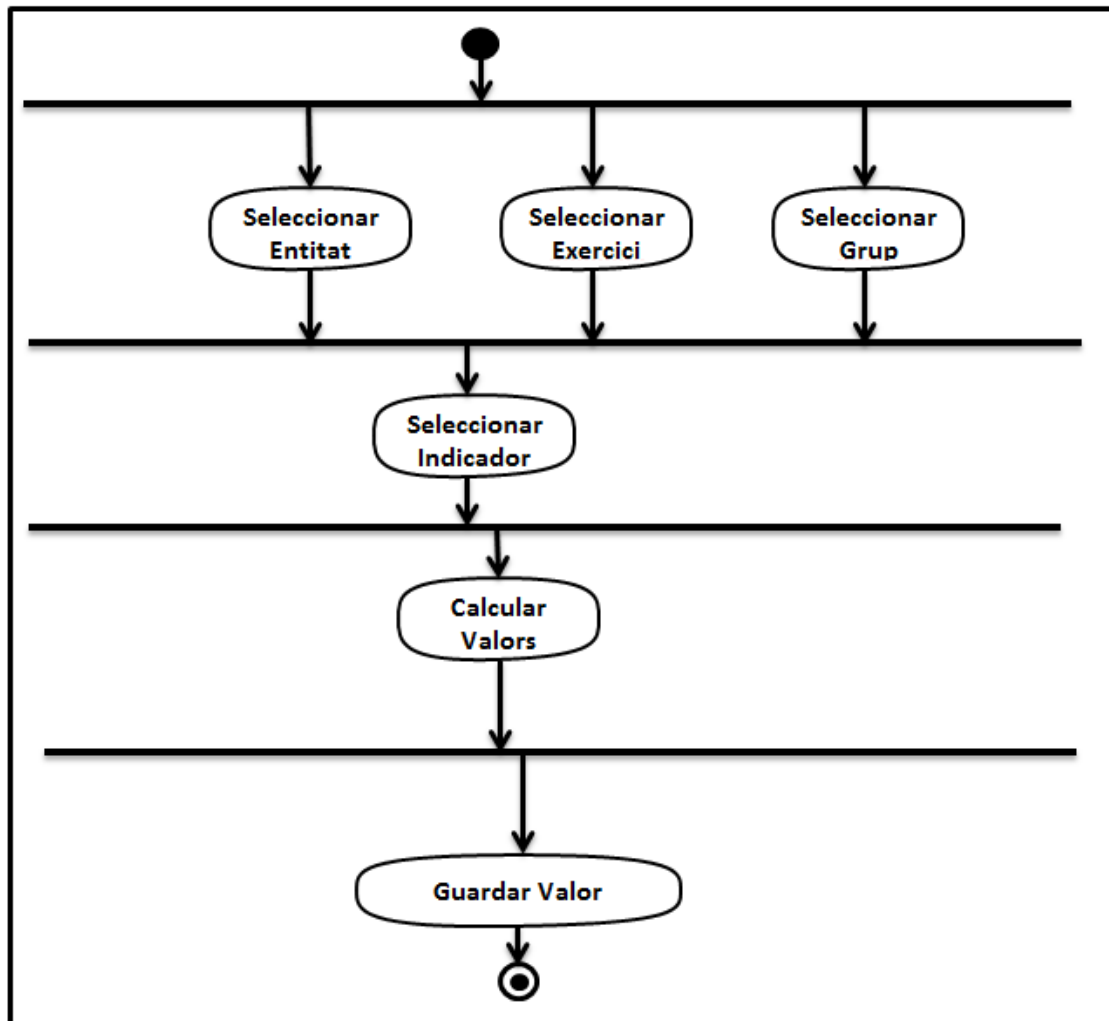 Seleccionar
Entitat
Seleccionar
Exercici
Seleccionar
Grup
Seleccionar
Indicador
Calcular
Valors
Guardar Valor